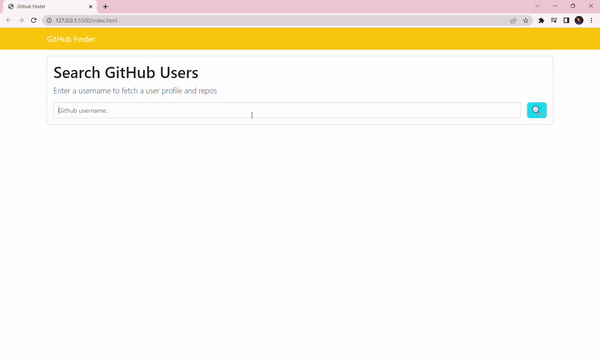 Github Finder
127.0.0.1:5500/index.html
GitHub Finder
Search GitHub Users
Enter a username to fetch a user profile and repos
Github username..